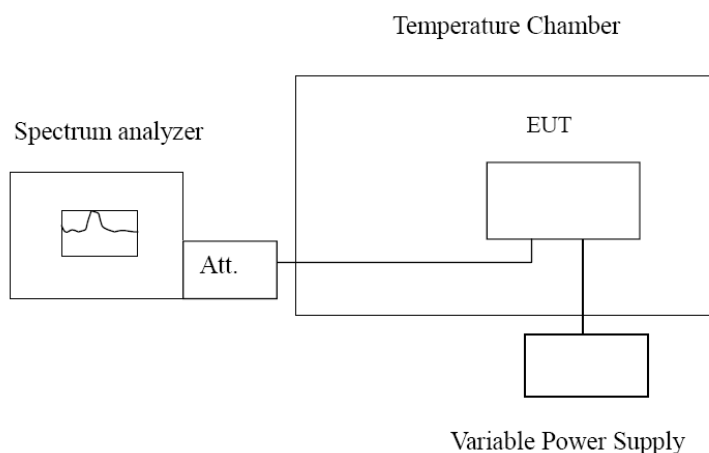 Temperature Chamber
Spectrum analyzer
EUT
Att.
Variable Power Supply